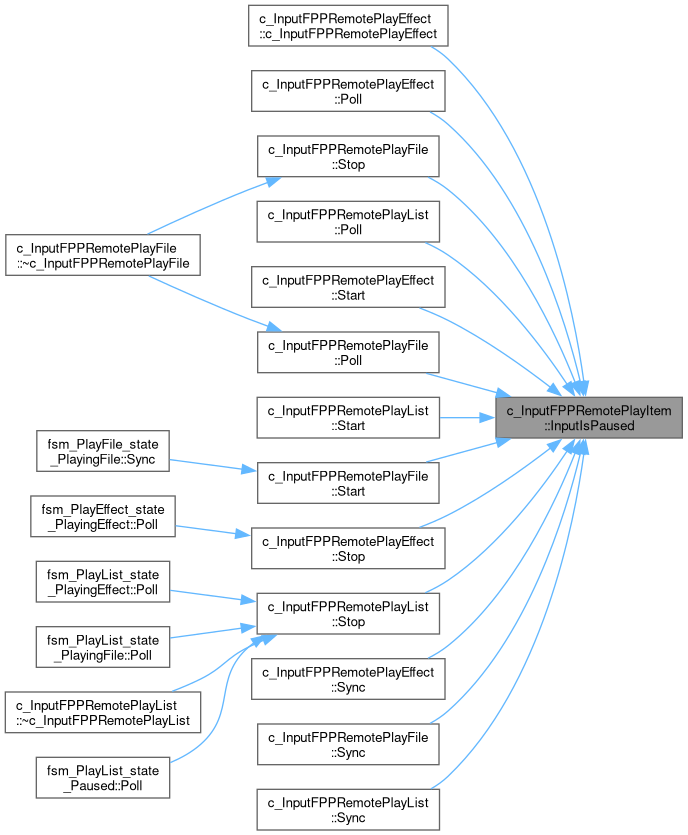 c_InputFPPRemotePlayEffect
::c_InputFPPRemotePlayEffect
c_InputFPPRemotePlayEffect
::Poll
c_InputFPPRemotePlayFile
::Stop
c_InputFPPRemotePlayList
::Poll
c_InputFPPRemotePlayFile
::~c_InputFPPRemotePlayFile
c_InputFPPRemotePlayEffect
::Start
c_InputFPPRemotePlayFile
::Poll
c_InputFPPRemotePlayItem
::InputIsPaused
c_InputFPPRemotePlayList
::Start
fsm_PlayFile_state
_PlayingFile::Sync
c_InputFPPRemotePlayFile
::Start
fsm_PlayEffect_state
_PlayingEffect::Poll
c_InputFPPRemotePlayEffect
::Stop
fsm_PlayList_state
_PlayingEffect::Poll
c_InputFPPRemotePlayList
::Stop
fsm_PlayList_state
_PlayingFile::Poll
c_InputFPPRemotePlayEffect
::Sync
c_InputFPPRemotePlayList
::~c_InputFPPRemotePlayList
c_InputFPPRemotePlayFile
::Sync
fsm_PlayList_state
_Paused::Poll
c_InputFPPRemotePlayList
::Sync